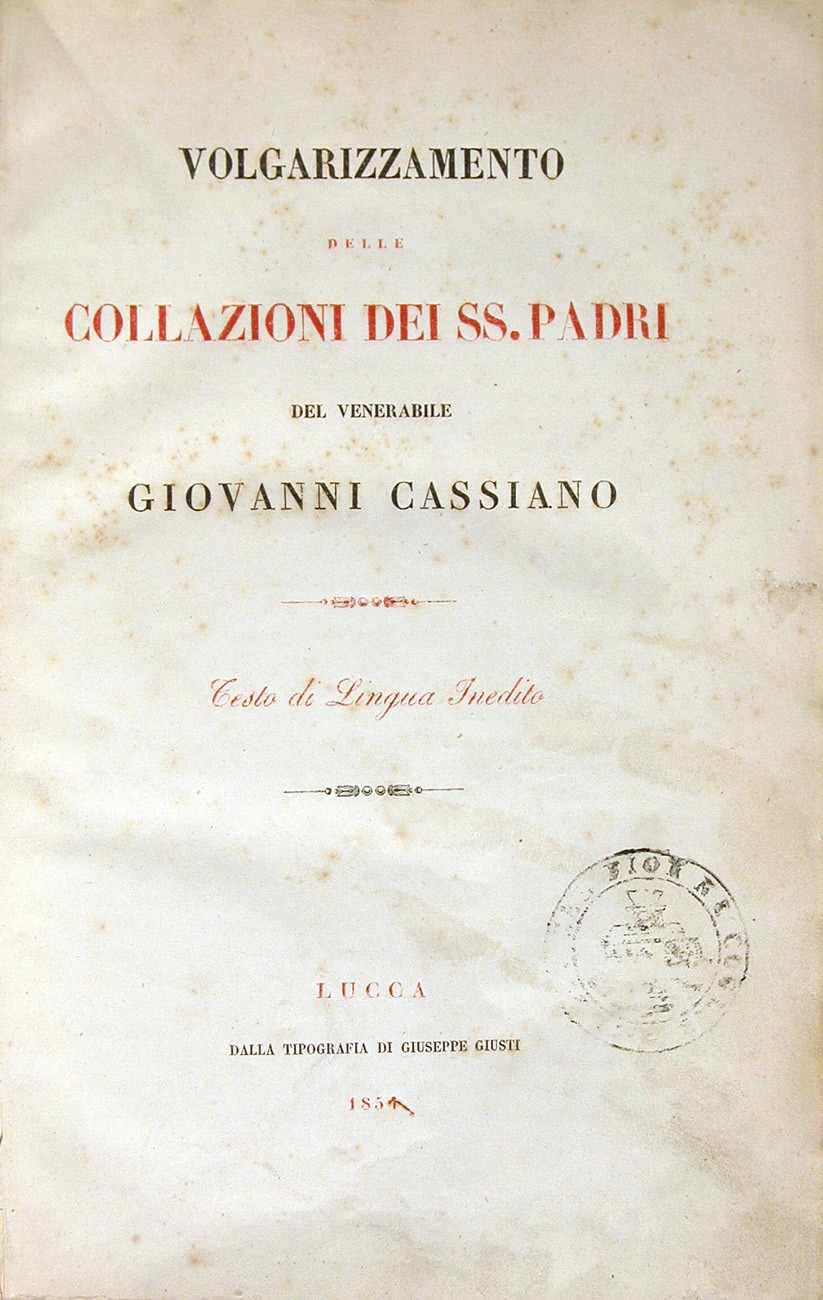 VOLGARIZZAMENTO
DELLE
COLLAZIONI DEI SS. PADRI
DEL VENERABILE
GIOVANNI CASSIANO
Testo di Lingua Inedito
LUCCA
DALLA TIPOGRAFIA DI GIUSEPPE GIUSTI